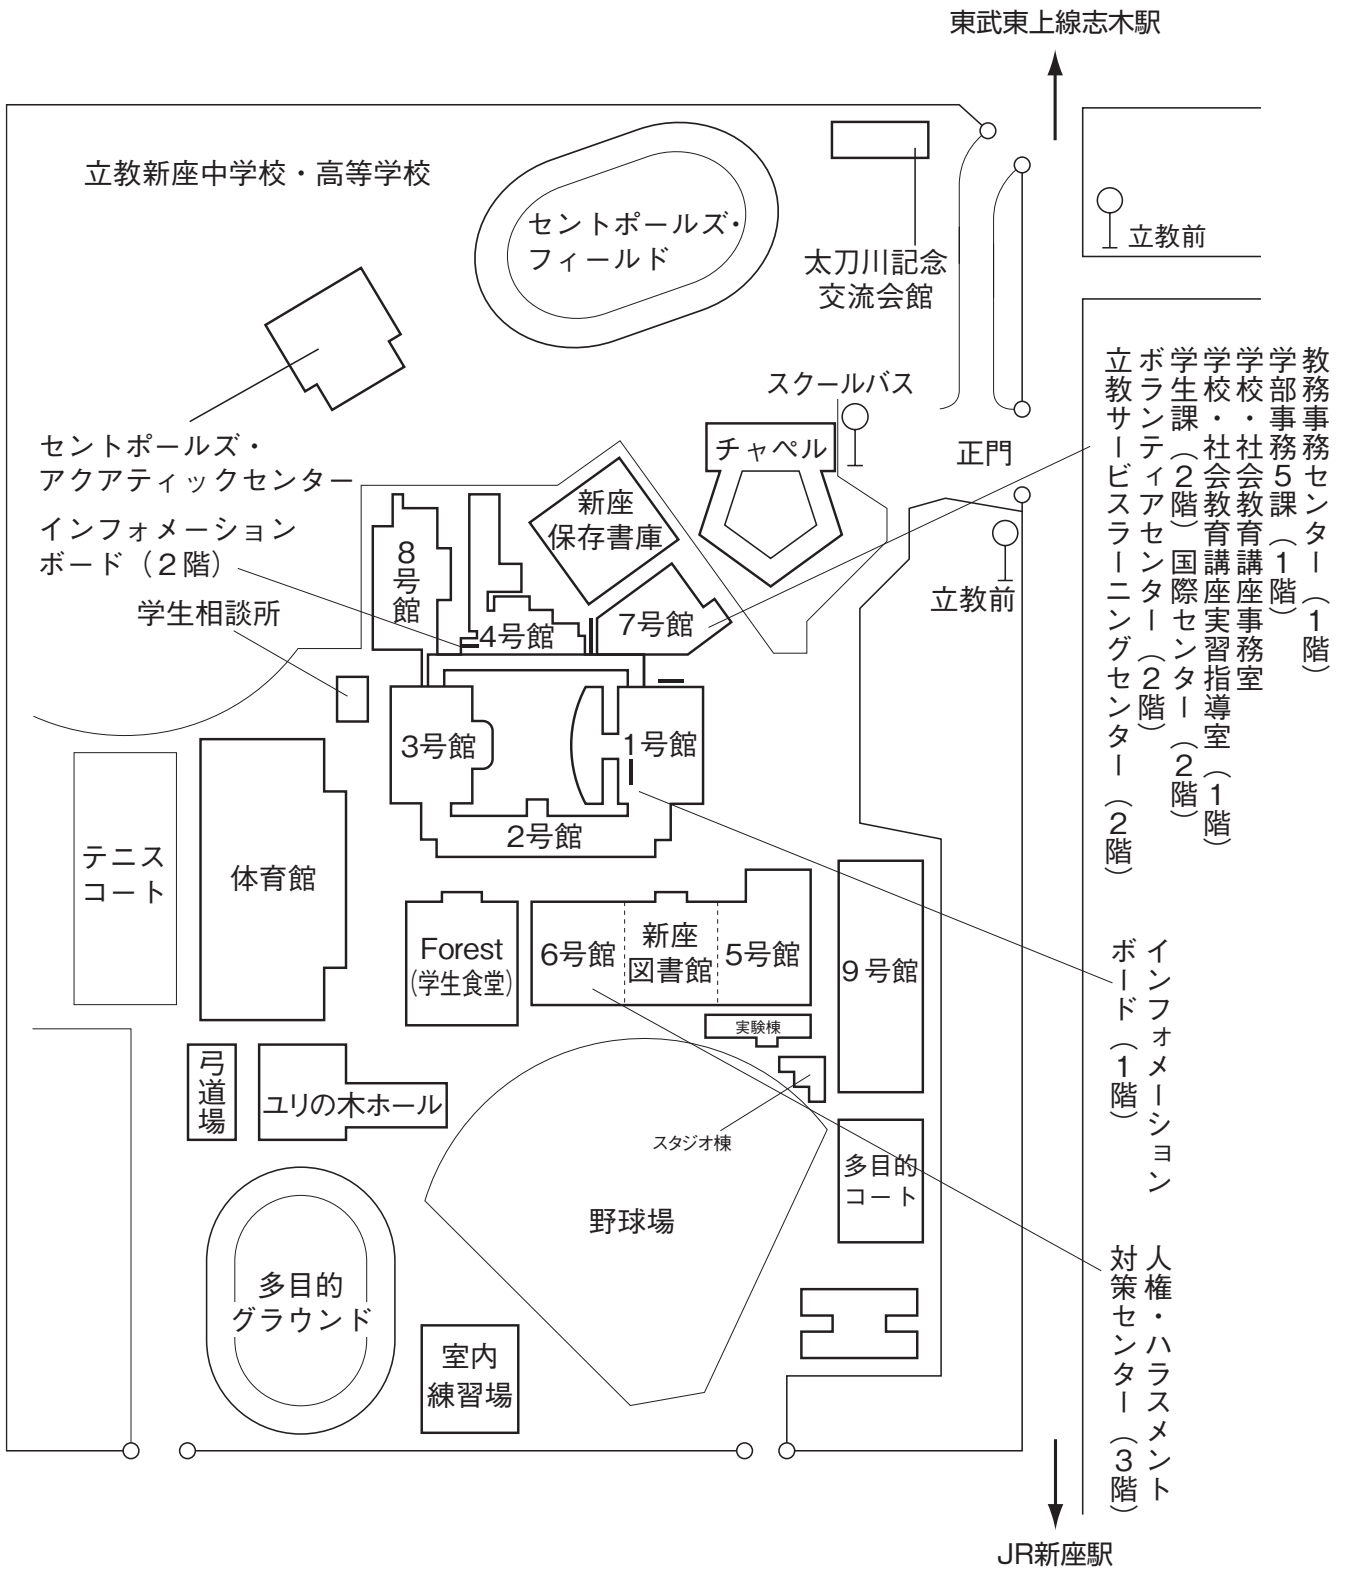 東武東上線志木駅
立教新座中学校・高等学校
セントポールズ・
フィールド
太刀川記念
交流会館
立教前
スクールバス
チャペル
正門
立教前
セントポールズ・
アクアティックセンター
インフォメーション
ボード（２階）
学生相談所
新座
保存書庫
8号館
4号館
7号館
3号館
1号館
2号館
テニス
コート
体育館
Forest
(学生食堂)
6号館
新座
図書館
5号館
9号館
実験棟
スタジオ棟
弓道場
ユリの木ホール
多目的
コート
野球場
多目的
グラウンド
室内
練習場
教務事務センター（１階）
学部事務５課（１階）
学校・社会教育講座事務室
学校・社会教育講座実習指導室（１階）
学生課（２階）国際センター（２階）
ボランティアセンター（２階）
立教サービスラーニングセンター（２階）
インフォメーション
ボード（１階）
人権・ハラスメント
対策センター（３階）
JR新座駅